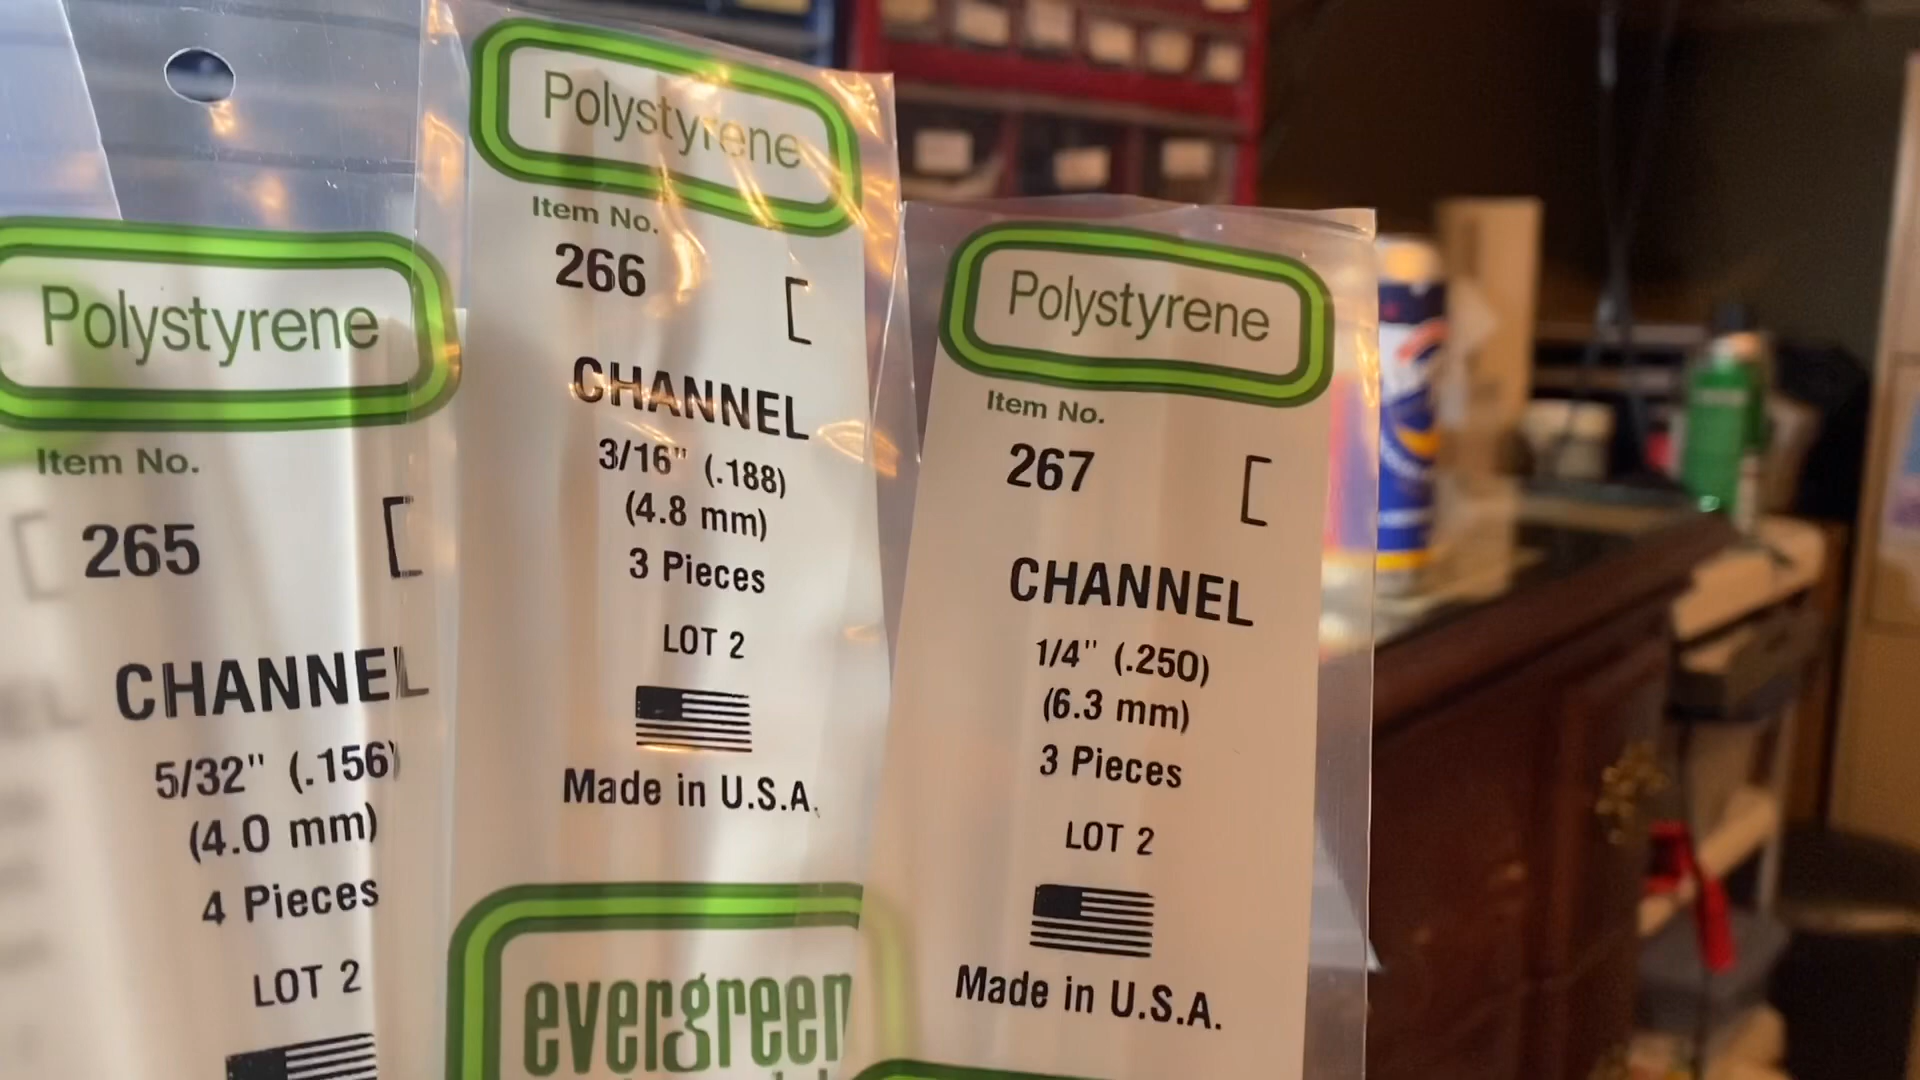 Polystyrene
Item No.
265
CHANNEL
5/32" (.156)
(4.0 mm)
4 Pieces
LOT 2
Polystyrene
Item No.
266
CHANNEL
3/16" (.188)
(4.8 mm)
3 Pieces
LOT 2
Made in U.S.A.
evergreen
Polystyrene
Item No.
267
CHANNEL
1/4" (.250)
(6.3 mm)
3 Pieces
LOT 2
Made in U.S.A.